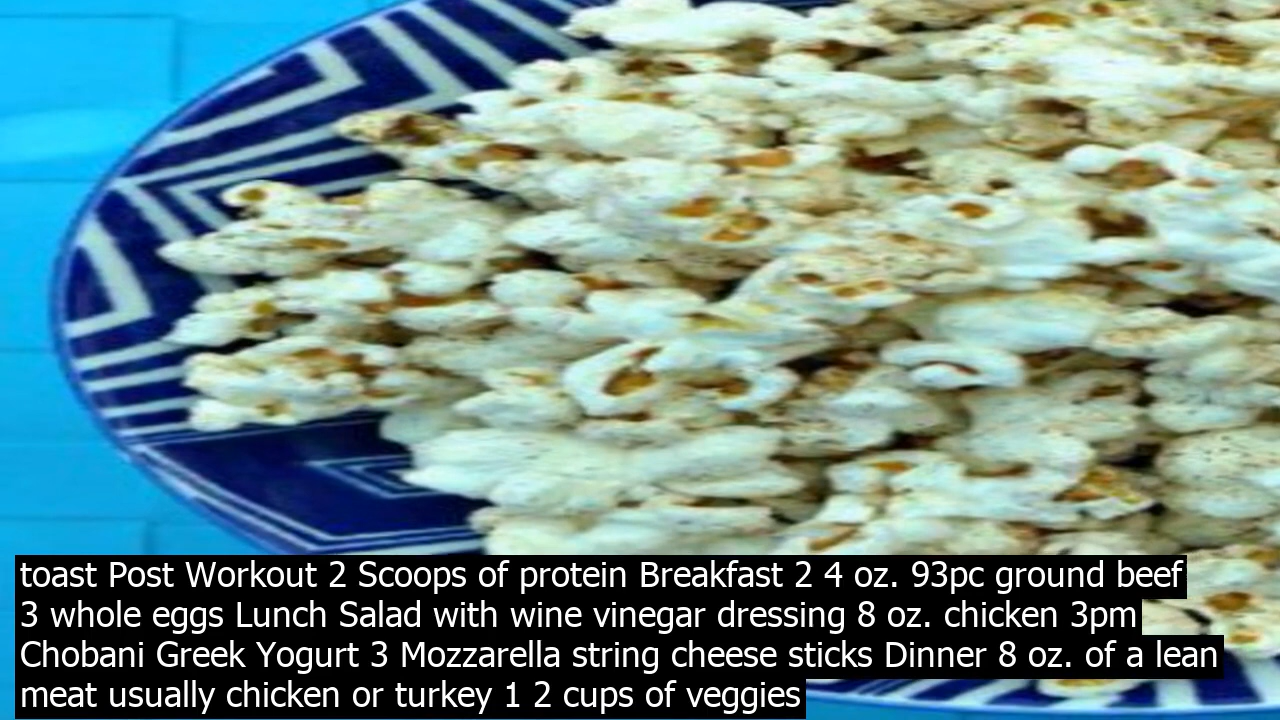 toast Post Workout 2 Scoops of protein Breakfast 2 4 oz. 93pc ground beef
3 whole eggs Lunch Salad with wine vinegar dressing 8 oz. chicken 3pm
Chobani Greek Yogurt 3 Mozzarella string cheese sticks Dinner 8 oz. of a lean
meat usually chicken or turkey 1 2 cups of veggies